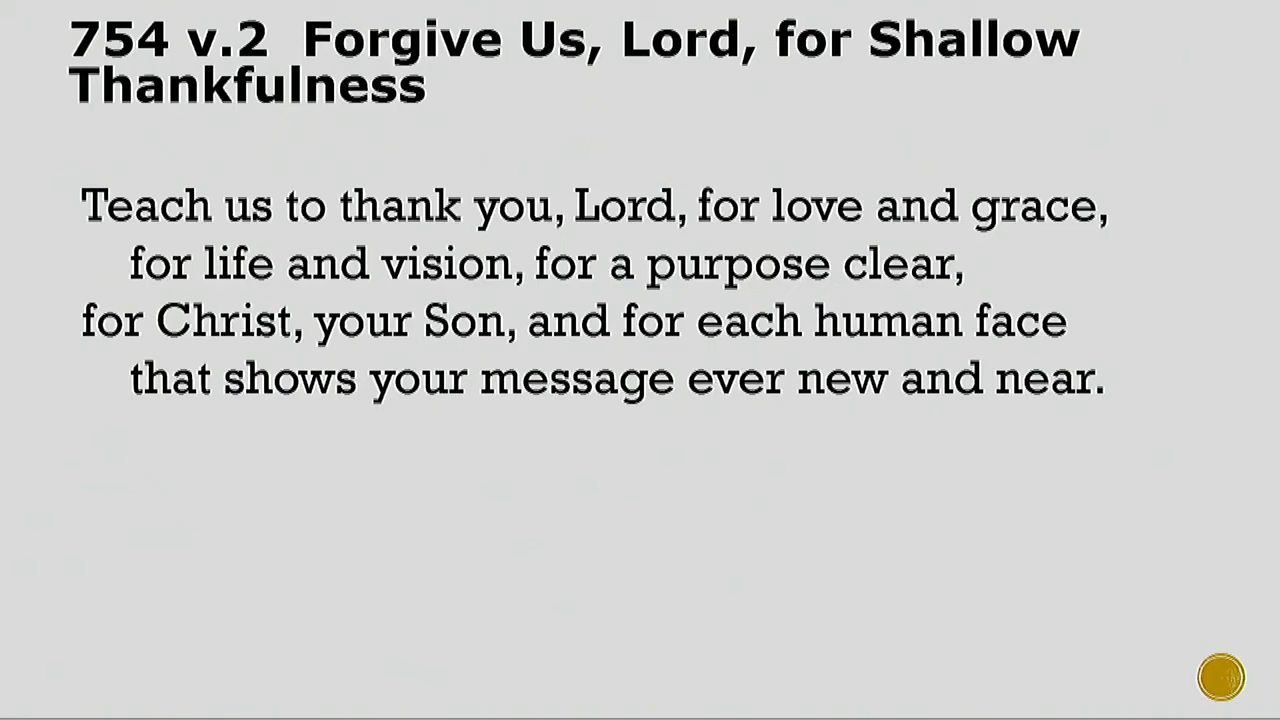 754 v.2  Forgive Us, Lord, for Shallow
Thankfulness
Teach us to thank you, Lord, for love and grace,
for life and vision, for a purpose clear,
for Christ, your Son, and for each human face
that shows your message ever new and near.